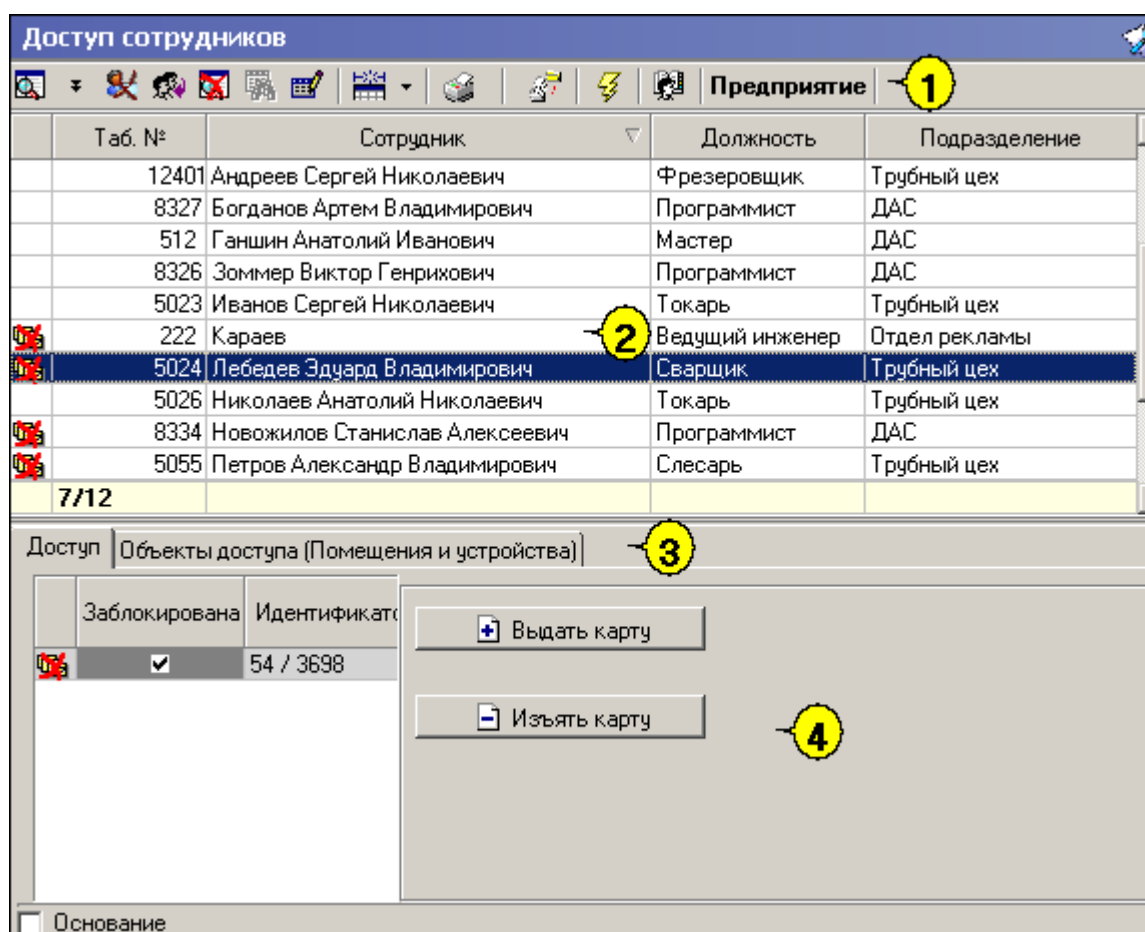 Доступ сотрудников
Предприятие 1
Таб. № Сотрудник Должность Подразделение
12401 Андреев Сергей Николаевич Фрезеровщик Трубный цех
8327 Богданов Артем Владимирович Программист ДАС
512 Ганшин Анатолий Иванович Мастер ДАС
8326 Зоммер Виктор Генрихович Программист ДАС
5023 Иванов Сергей Николаевич Токарь Трубный цех
222 Караев 2 Ведущий инженер Отдел рекламы
5024 Лебедев Эдуард Владимирович Сварщик Трубный цех
5026 Николаев Анатолий Николаевич Токарь Трубный цех
8334 Новожилов Станислав Алексеевич Программист ДАС
5055 Петров Александр Владимирович Слесарь Трубный цех
7/12
Доступ Объекты доступа (Помещения и устройства) 3
Заблокирована Идентификато
Выдать карту
54 / 3698
Изъять карту 4
Основание